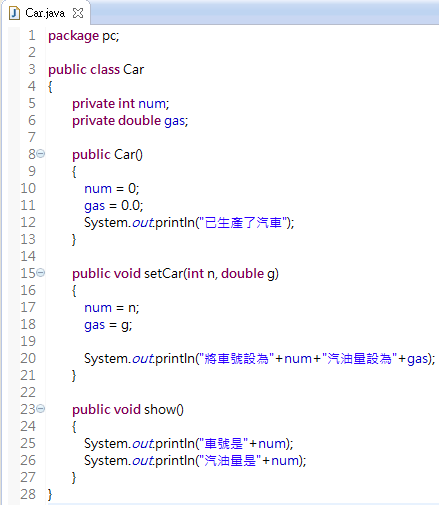 Car.java
1 package pc;
2
3 public class Car
4 {
5 private int num;
6 private double gas;
7
8 public Car()
9 {
10 num = 0;
11 gas = 0.0;
12 System.out.println("已生產了汽車");
13 }
14
15 public void setCar(int n, double g)
16 {
17 num = n;
18 gas = g;
19
20 System.out.println("將車號設為"+num+"汽油量設為"+gas);
21 }
22
23 public void show()
24 {
25 System.out.println("車號是"+num);
26 System.out.println("汽油量是"+num);
27 }
28 }